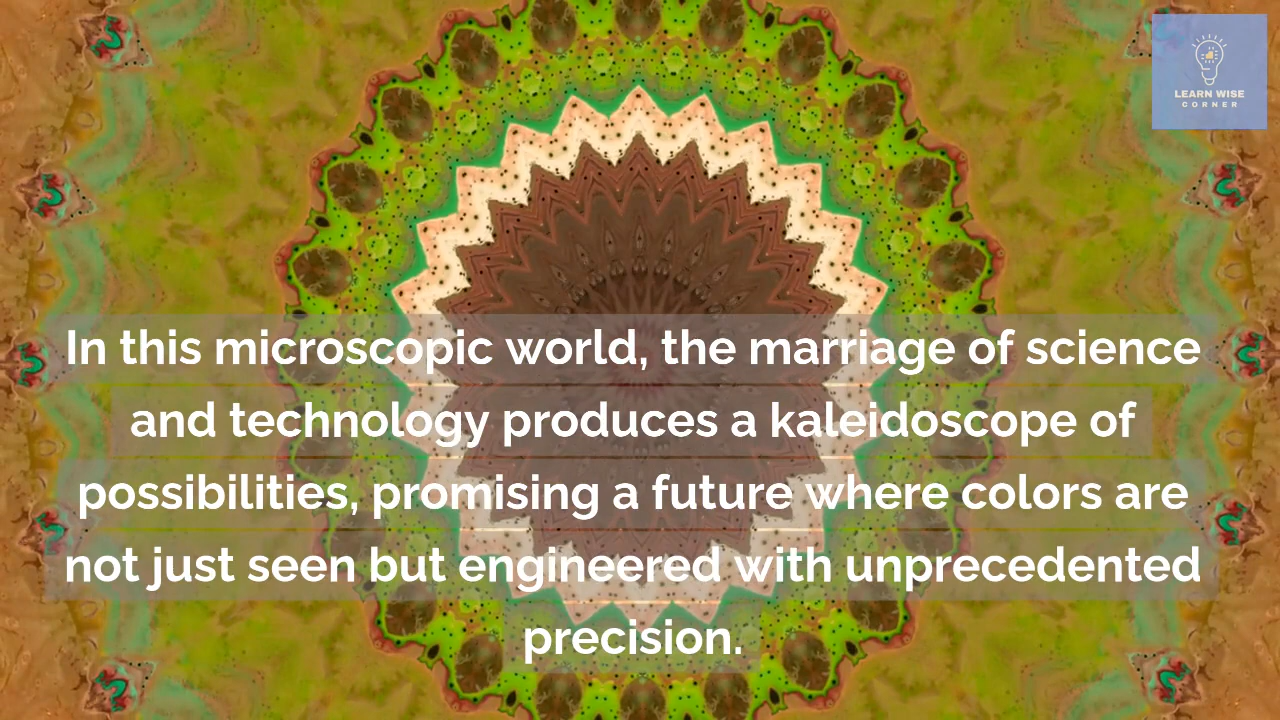 LEARN WISE
CORNER
In this microscopic world, the marriage of science
and technology produces a kaleidoscope of
possibilities, promising a future where colors are
not just seen but engineered with unprecedented
precision.